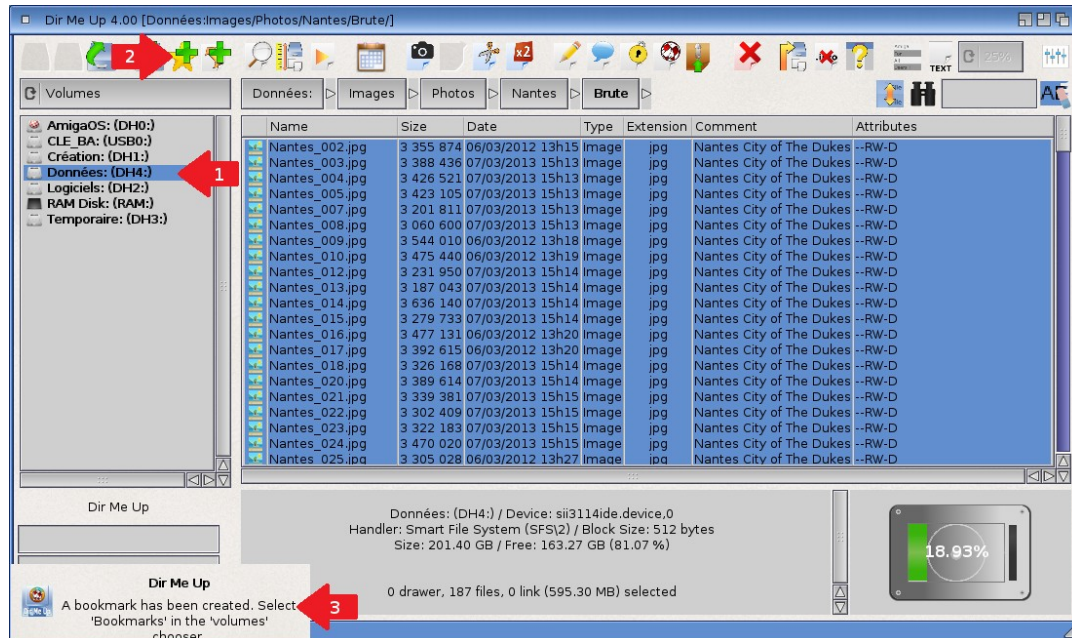 Dir Me Up 4.00 [Données:Images/Photos/Nantes/Brute/]
2
x2
TEXT
25%
Volumes
Données: Images Photos Nantes Brute
AmigaOS: (DH0:)
CLE_BA: (USB0:)
Création: (DH1:)
Données: (DH4:)
Logiciels: (DH2:)
RAM Disk: (RAM:)
Temporaire: (DH3:)
1
Name Size Date Type Extension Comment Attributes
Nantes_002.jpg 3 355 874 06/03/2012 13h15 Image jpg Nantes City of The Dukes --RW-D
Nantes_003.jpg 3 388 436 07/03/2013 15h13 Image jpg Nantes City of The Dukes --RW-D
Nantes_004.jpg 3 426 521 07/03/2013 15h13 Image jpg Nantes City of The Dukes --RW-D
Nantes_005.jpg 3 423 105 07/03/2013 15h13 Image jpg Nantes City of The Dukes --RW-D
Nantes_007.jpg 3 201 811 07/03/2013 15h13 Image jpg Nantes City of The Dukes --RW-D
Nantes_008.jpg 3 060 600 07/03/2013 15h13 Image jpg Nantes City of The Dukes --RW-D
Nantes_009.jpg 3 544 010 06/03/2012 13h18 Image jpg Nantes City of The Dukes --RW-D
Nantes_010.jpg 3 475 440 06/03/2012 13h19 Image jpg Nantes City of The Dukes --RW-D
Nantes_012.jpg 3 231 950 07/03/2013 15h14 Image jpg Nantes City of The Dukes --RW-D
Nantes_013.jpg 3 187 043 07/03/2013 15h14 Image jpg Nantes City of The Dukes --RW-D
Nantes_014.jpg 3 636 140 07/03/2013 15h14 Image jpg Nantes City of The Dukes --RW-D
Nantes_015.jpg 3 279 733 07/03/2013 15h14 Image jpg Nantes City of The Dukes --RW-D
Nantes_016.jpg 3 477 131 06/03/2012 13h20 Image jpg Nantes City of The Dukes --RW-D
Nantes_017.jpg 3 392 615 06/03/2012 13h20 Image jpg Nantes City of The Dukes --RW-D
Nantes_018.jpg 3 326 168 07/03/2013 15h14 Image jpg Nantes City of The Dukes --RW-D
Nantes_020.jpg 3 389 614 07/03/2013 15h14 Image jpg Nantes City of The Dukes --RW-D
Nantes_021.jpg 3 339 381 07/03/2013 15h15 Image jpg Nantes City of The Dukes --RW-D
Nantes_022.jpg 3 302 409 07/03/2013 15h15 Image jpg Nantes City of The Dukes --RW-D
Nantes_023.jpg 3 322 183 07/03/2013 15h15 Image jpg Nantes City of The Dukes --RW-D
Nantes_024.jpg 3 470 020 07/03/2013 15h15 Image jpg Nantes City of The Dukes --RW-D
Nantes_025.jpg 3 305 028 06/03/2012 13h27 Image jpg Nantes City of The Dukes --RW-D
Dir Me Up
Données: (DH4:) / Device: sii3114ide.device,0
Handler: Smart File System (SFS\2) / Block Size: 512 bytes
Size: 201.40 GB / Free: 163.27 GB (81.07 %)
0 drawer, 187 files, 0 link (595.30 MB) selected
18.93%
Dir Me Up
A bookmark has been created. Select
'Bookmarks' in the 'volumes'
chooser
3